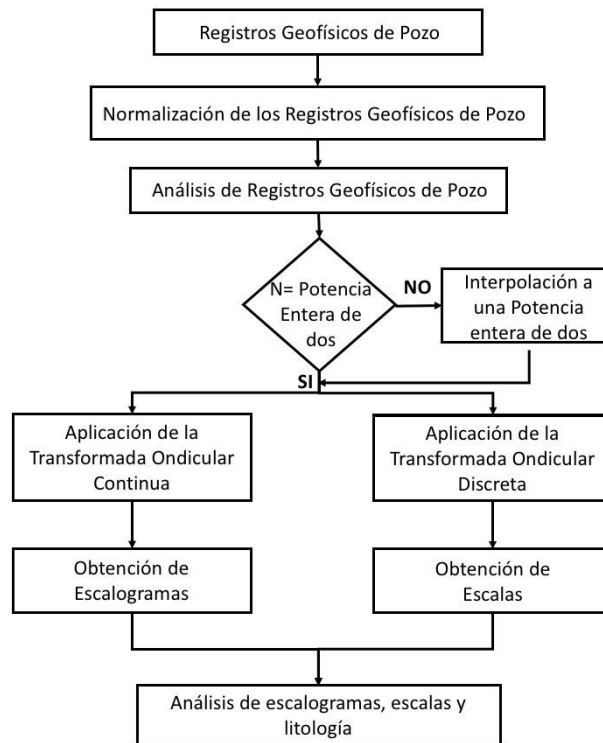 Registros Geofísicos de Pozo
Normalización de los Registros Geofísicos de Pozo
Análisis de Registros Geofísicos de Pozo
N= Potencia
Entera de
dos
NO
Interpolación a
una Potencia
entera de dos
SI
Aplicación de la
Transformada Ondicular
Continua
Aplicación de la
Transformada Ondicular
Discreta
Obtención de
Escalogramas
Obtención de
Escalas
Análisis de escalogramas, escalas y
litología